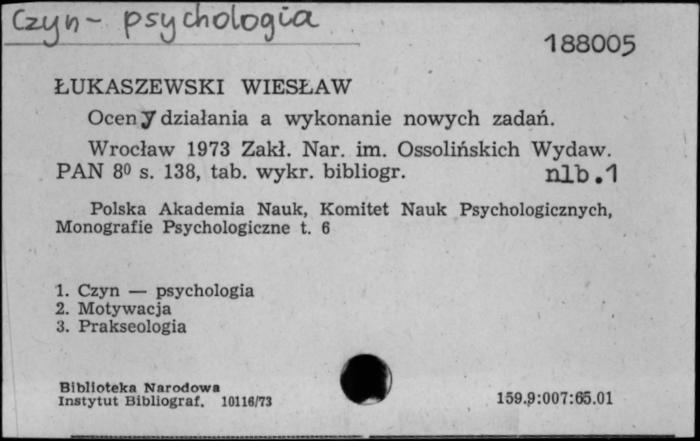 Czyn - psychologia
188005
ŁUKASZEWSKI WIESŁAW
Oceny działania a wykonanie nowych zadań.
Wrocław 1973 Zakł. Nar. im. Ossolińskich Wydaw.
PAN 8⁰ s. 138, tab. wykr. bibliogr. nlb.1
Polska Akademia Nauk, Komitet Nauk Psychologicznych,
Monografie Psychologiczne t. 6
1. Czyn — psychologia
2. Motywacja
3. Prakseologia
Biblioteka Narodowa
Instytut Bibliograf. 10116/73
159.9:007:65.01